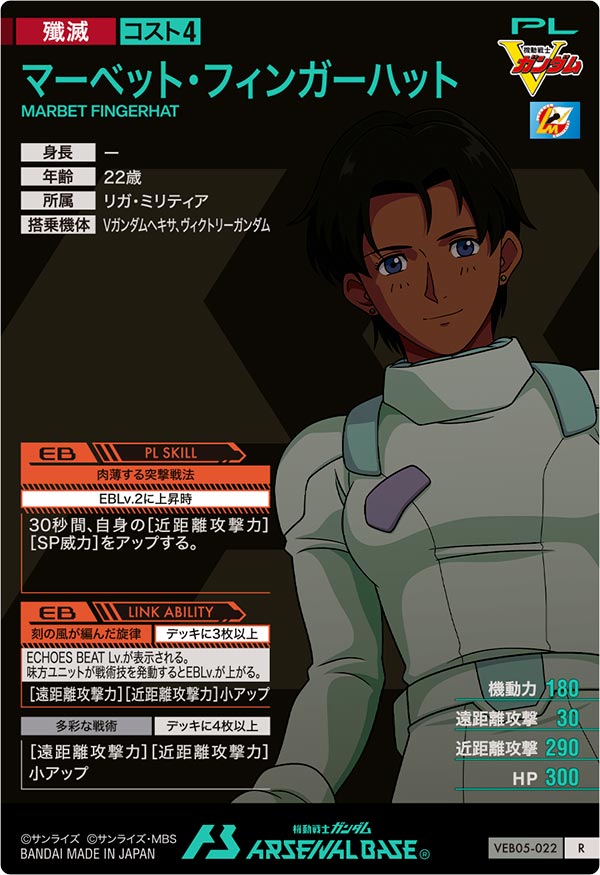 殲滅 コスト4
PL
機動戦士
Vガンダム
マーベット・フィンガーハット
MARBET FINGERHAT
LM
身長 ー
年齢 22歳
所属 リガ・ミリティア
搭乗機体 Vガンダムヘキサ、ヴィクトリーガンダム
EB PL SKILL
肉薄する突撃戦法
EBLv.2に上昇時
30秒間、自身の[近距離攻撃力]
[SP威力]をアップする。
EB LINK ABILITY
刻の風が編んだ旋律 デッキに3枚以上
ECHOES BEAT Lv.が表示される。
味方ユニットが戦術技を発動するとEBLv.が上がる。
[遠距離攻撃力][近距離攻撃力]小アップ
多彩な戦術 デッキに4枚以上
[遠距離攻撃力][近距離攻撃力]
小アップ
機動力 180
遠距離攻撃 30
近距離攻撃 290
HP 300
©サンライズ ©サンライズ・MBS
BANDAI MADE IN JAPAN
機動戦士ガンダム
AB ARSENAL BASE®
VEB05-022 R